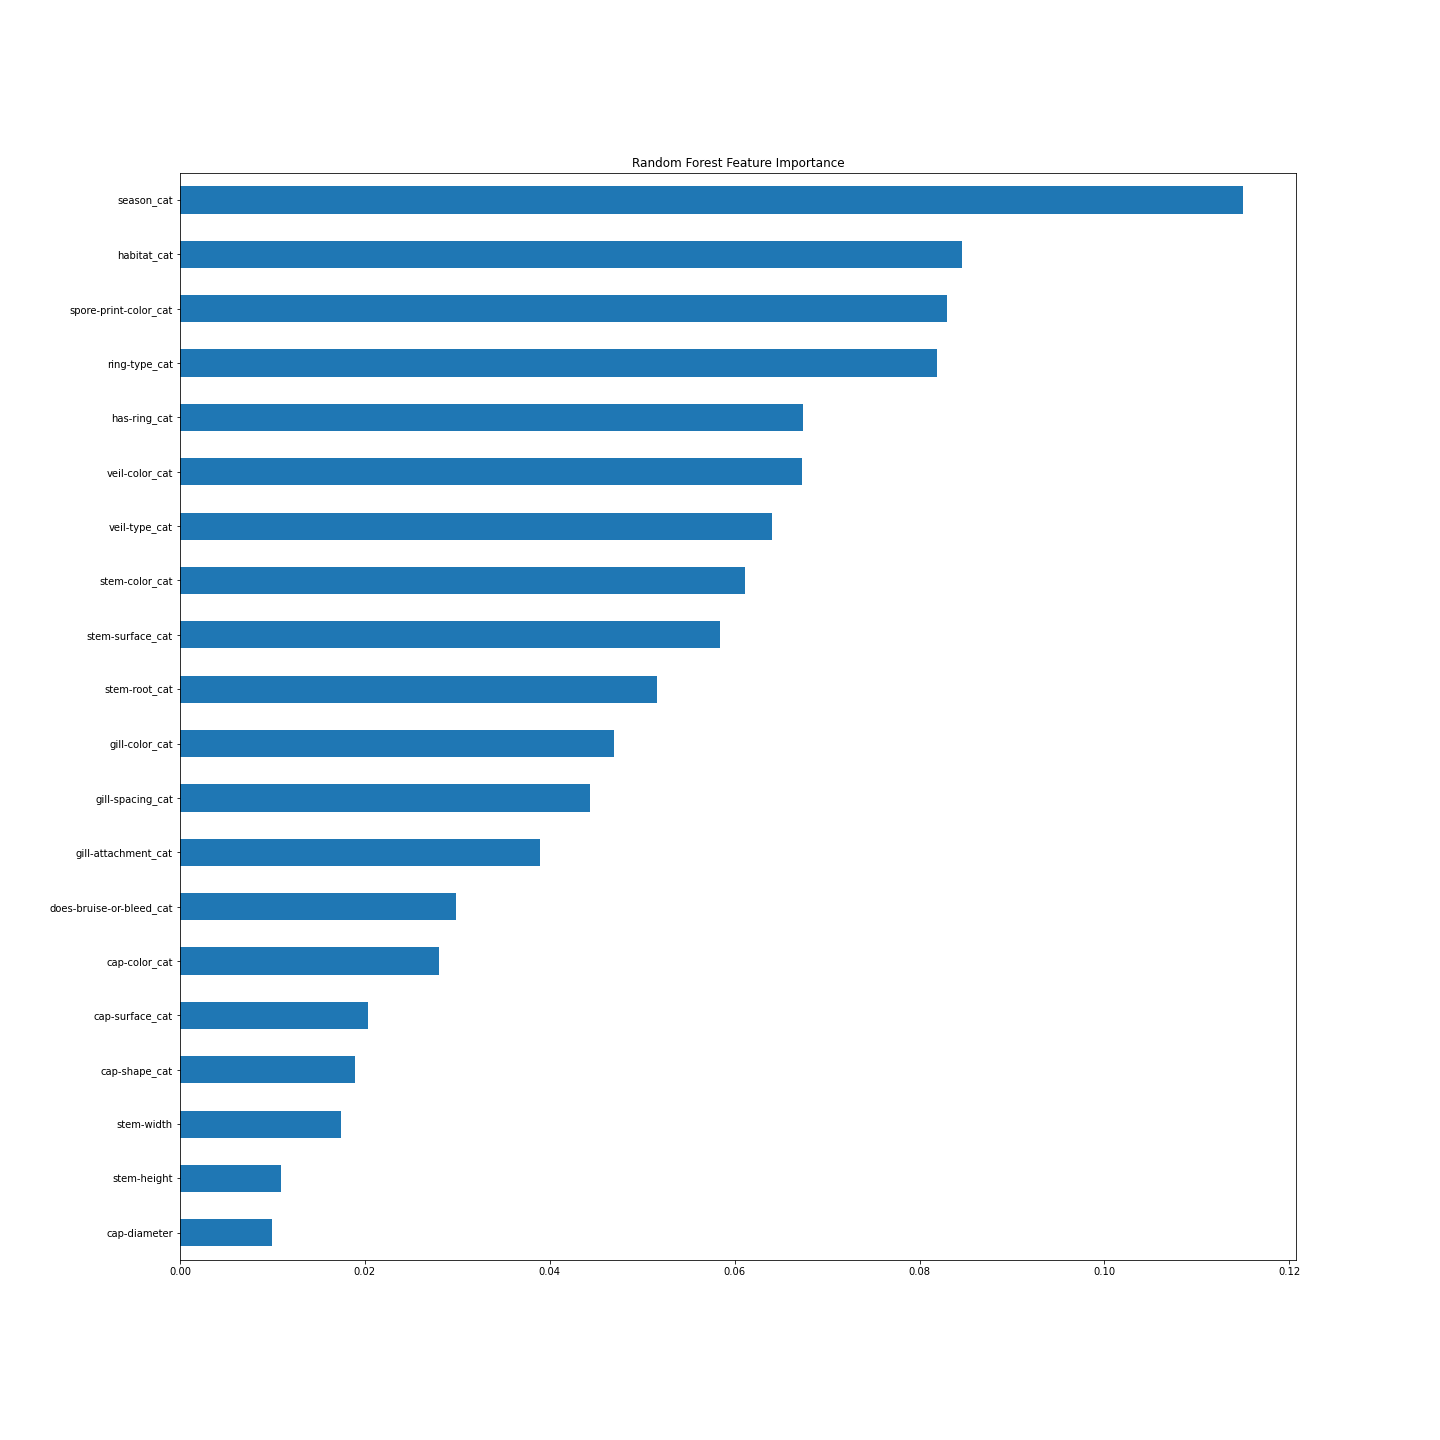 Random Forest Feature Importance
season_cat
habitat_cat
spore-print-color_cat
ring-type_cat
has-ring_cat
veil-color_cat
veil-type_cat
stem-color_cat
stem-surface_cat
stem-root_cat
gill-color_cat
gill-spacing_cat
gill-attachment_cat
does-bruise-or-bleed_cat
cap-color_cat
cap-surface_cat
cap-shape_cat
stem-width
stem-height
cap-diameter
0.00 0.02 0.04 0.06 0.08 0.10 0.12